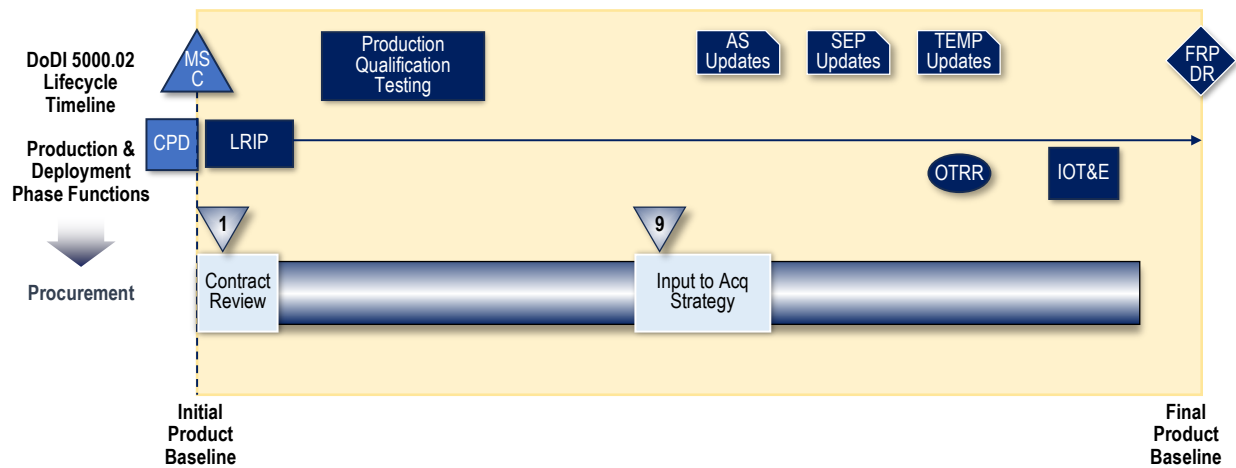 DoDI 5000.02
Lifecycle
Timeline
MS
C
Production
Qualification
Testing
AS
Updates
SEP
Updates
TEMP
Updates
FRP
DR
CPD
LRIP
Production &
Deployment
Phase Functions
OTRR
IOT&E
1
9
Procurement
Contract
Review
Input to Acq
Strategy
Initial
Product
Baseline
Final
Product
Baseline